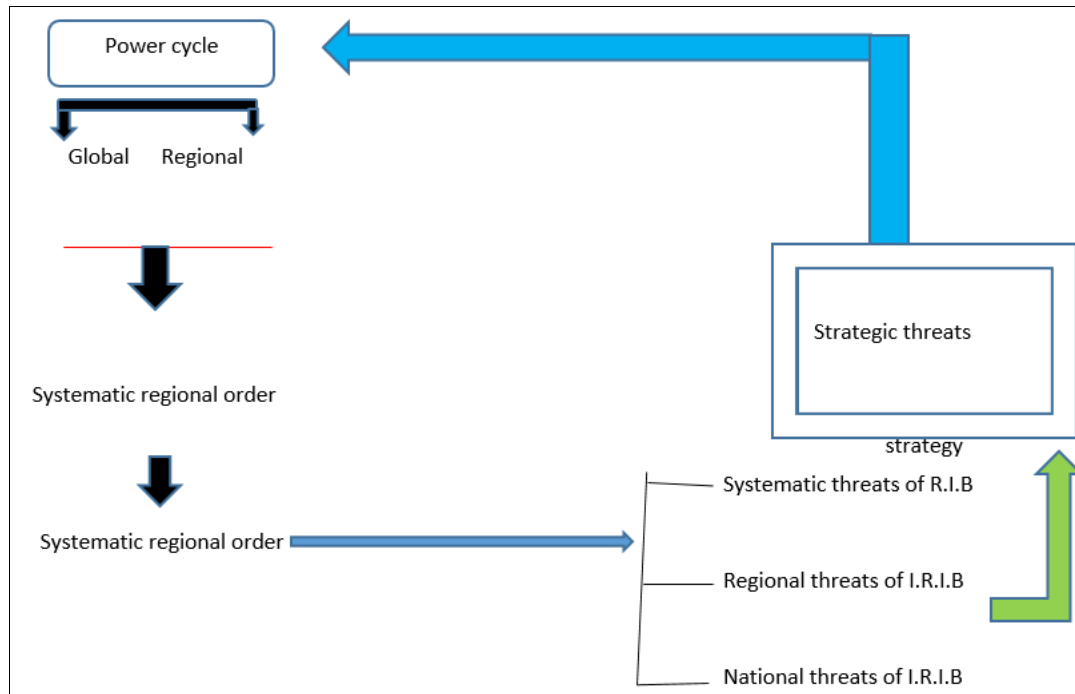 Power cycle
Global Regional
Systematic regional order
Systematic regional order
Systematic threats of R.I.B
Regional threats of I.R.I.B
National threats of I.R.I.B
Strategic threats
strategy